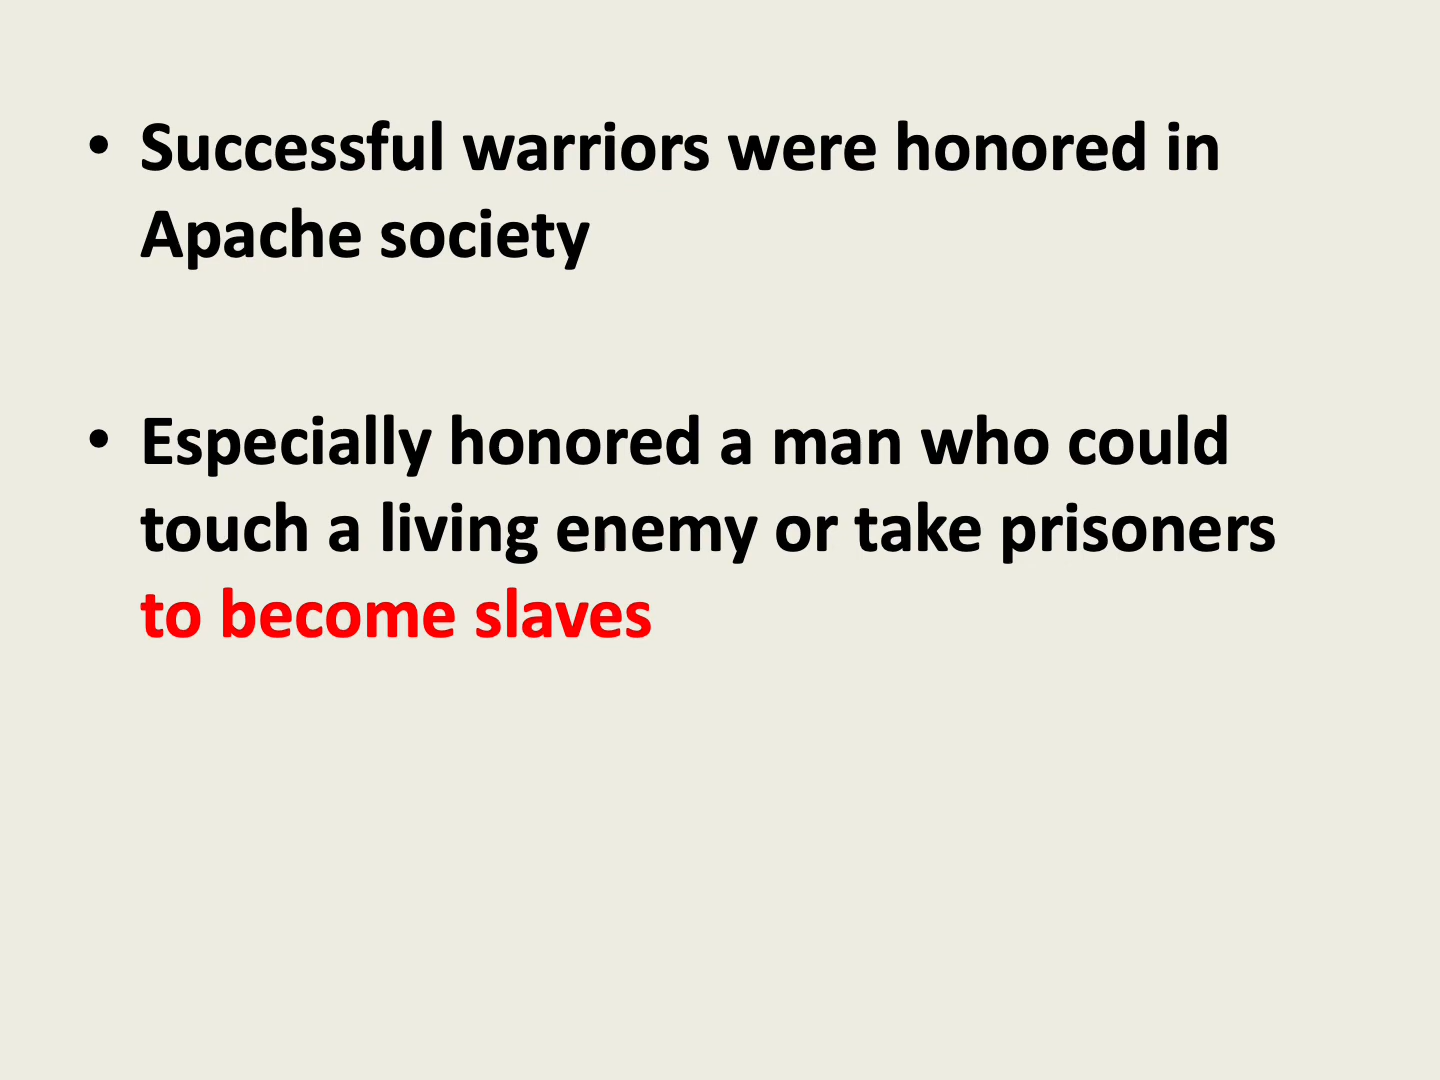 • Successful warriors were honored in
Apache society
• Especially honored a man who could
touch a living enemy or take prisoners
to become slaves